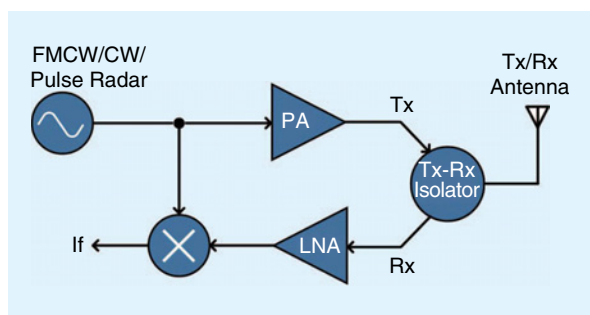 FMCW/CW/
Pulse Radar
Tx/Rx
Antenna
PA
Tx
Tx-Rx
Isolator
If
LNA
Rx